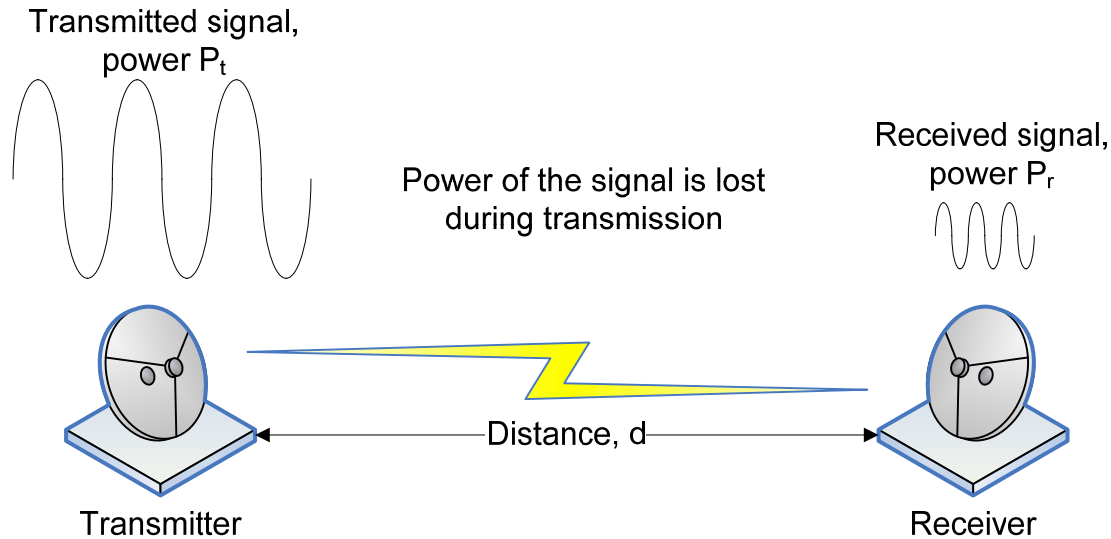 Transmitted signal,
power Pt
Power of the signal is lost
during transmission
Received signal,
power Pr
Distance, d
Transmitter
Receiver